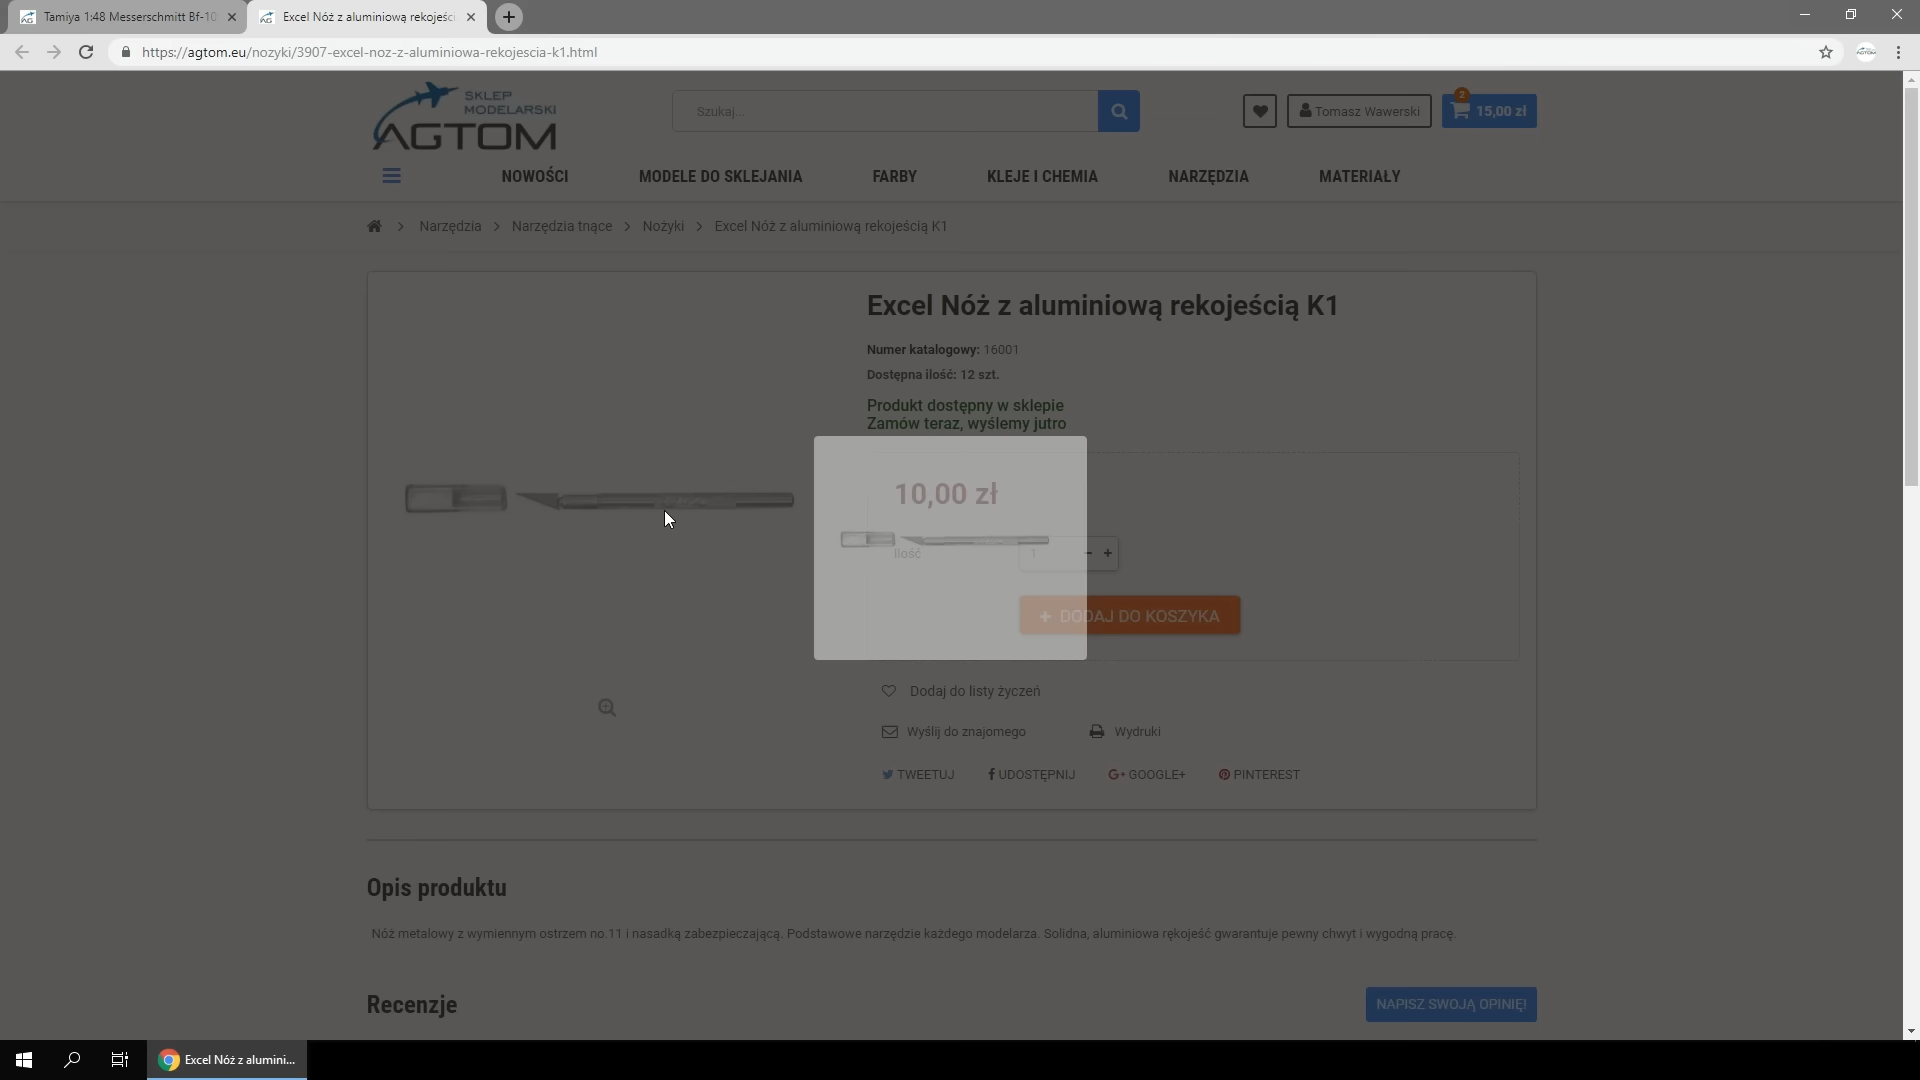 Tamiya 1:48 Messerschmitt Bf-10
Excel Nóż z aluminiową rekojeści
https://agtom.eu/nozyki/3907-excel-noz-z-aluminiowa-rekojescia-k1.html
SKLEP
MODELARSKI
AGTOM
Szukaj...
Tomasz Wawerski
2
15,00 zł
NOWOŚCI
MODELE DO SKLEJANIA
FARBY
KLEJE I CHEMIA
NARZĘDZIA
MATERIAŁY
Narzędzia > Narzędzia tnące > Nożyki > Excel Nóż z aluminiową rekojeścią K1
Excel Nóż z aluminiową rekojeścią K1
Numer katalogowy: 16001
Dostępna ilość: 12 szt.
Produkt dostępny w sklepie
Zamów teraz, wyślemy jutro
10,00 zł
Ilość
1
DODAJ DO KOSZYKA
Dodaj do listy życzeń
Wyślij do znajomego
Wydruki
TWEETUJ
UDOSTĘPNIJ
GOOGLE+
PINTEREST
Opis produktu
Nóż metalowy z wymiennym ostrzem no.11 i nasadką zabezpieczającą. Podstawowe narzędzie każdego modelarza. Solidna, aluminiowa rękojeść gwarantuje pewny chwyt i wygodną pracę.
Recenzje
NAPISZ SWOJĄ OPINIĘ!
Excel Nóż z alumini...